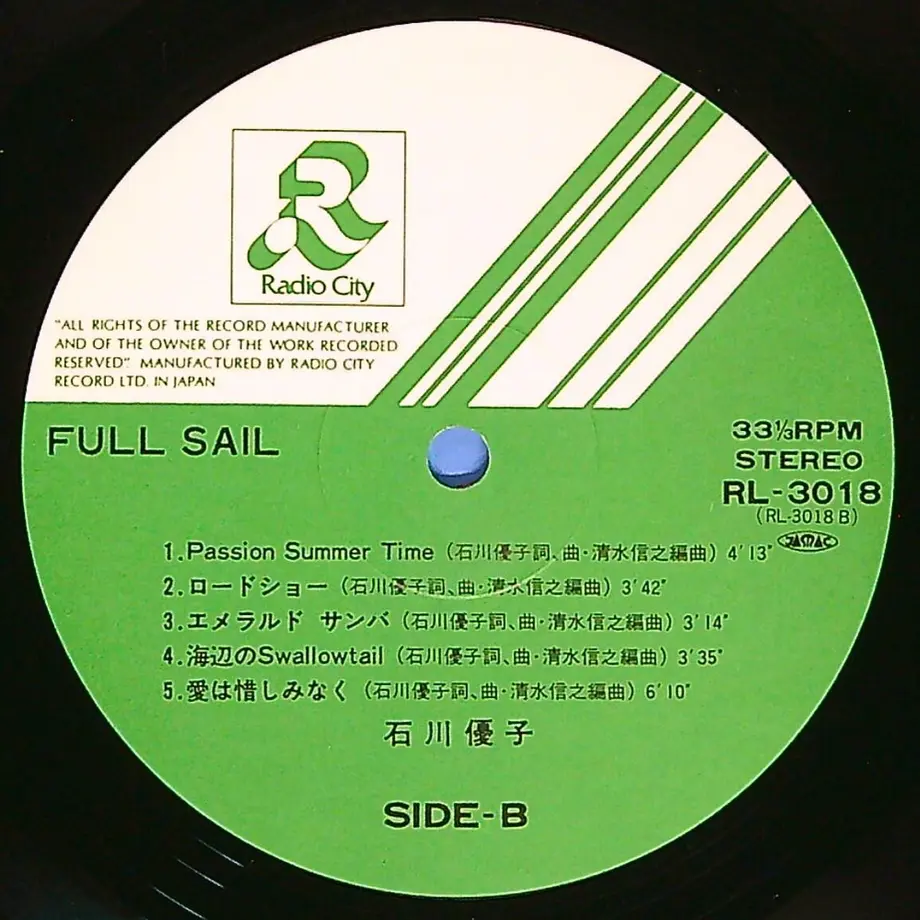 Radio City
"ALL RIGHTS OF THE RECORD MANUFACTURER
AND OF THE OWNER OF THE WORK RECORDED
RESERVED". MANUFACTURED BY RADIO CITY
RECORD LTD. IN JAPAN
FULL SAIL
33⅓RPM
STEREO
RL-3018
(RL-3018 B)
JASRAC
1.Passion Summer Time (石川優子詞、曲・清水信之編曲) 4'13"
2.ロードショー (石川優子詞、曲・清水信之編曲) 3'42"
3.エメラルド サンバ (石川優子詞、曲・清水信之編曲) 3'14"
4.海辺のSwallowtail (石川優子詞、曲・清水信之編曲) 3'35"
5.愛は惜しみなく (石川優子詞、曲・清水信之編曲) 6'10"
石川優子
SIDE-B